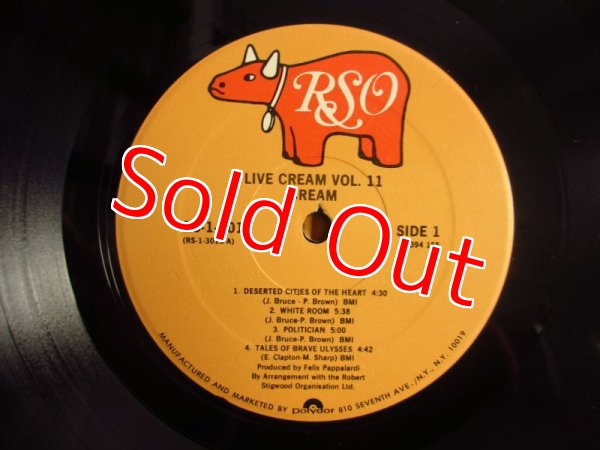 RSO
LIVE CREAM VOL. 11
CREAM
Sold Out
SIDE 1
1. DESERTED CITIES OF THE HEART 4:30
(J. Bruce - P. Brown) BMI
2. WHITE ROOM 5:38
(J. Bruce-P. Brown) BMI
3. POLITICIAN 5:00
(J. Bruce-P. Brown) BMI
4. TALES OF BRAVE ULYSSES 4:42
(E. Clapton-M. Sharp) BMI
Produced by Felix Pappalardi
By Arrangement with the Robert
Stigwood Organisation Ltd.
MANUFACTURED AND MARKETED BY polydor 810 SEVENTH AVE./N.Y., N.Y. 10019